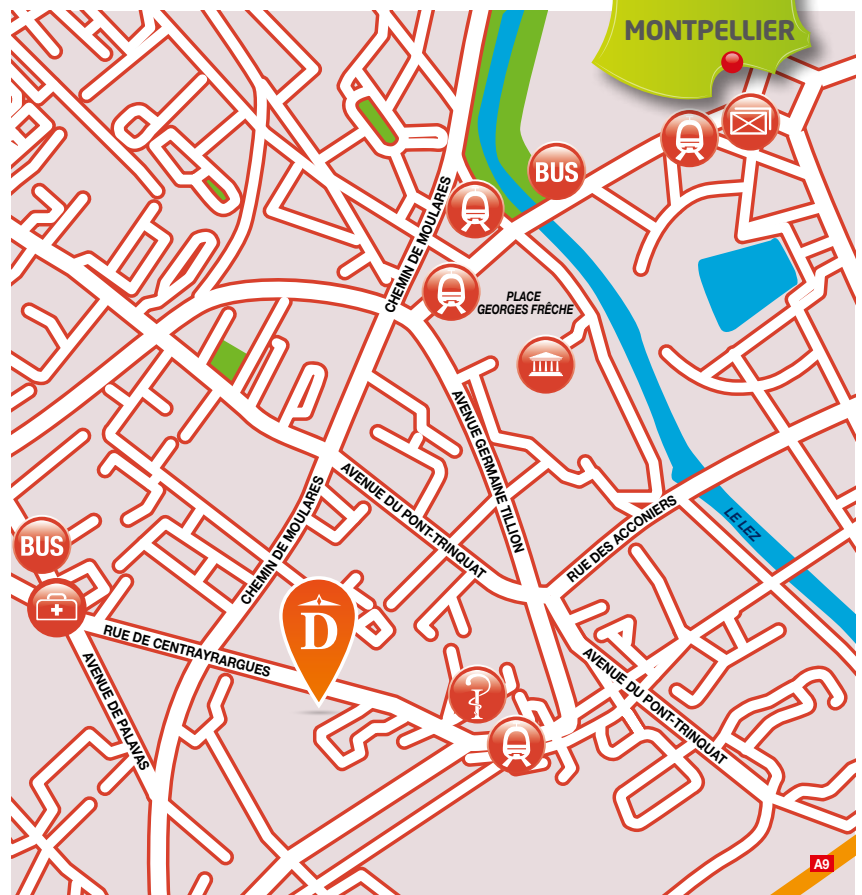 MONTPELLIER
BUS
CHEMIN DE MOULARES
PLACE
GEORGES FRÊCHE
AVENUE GERMAINE TILLION
AVENUE DU PONT-TRINQUAT
CHEMIN DE MOULARES
RUE DES ACCONIERS
LE LEZ
BUS
D
RUE DE CENTRAYRARGUES
AVENUE DE PALAVAS
AVENUE DU PONT-TRINQUAT
A9